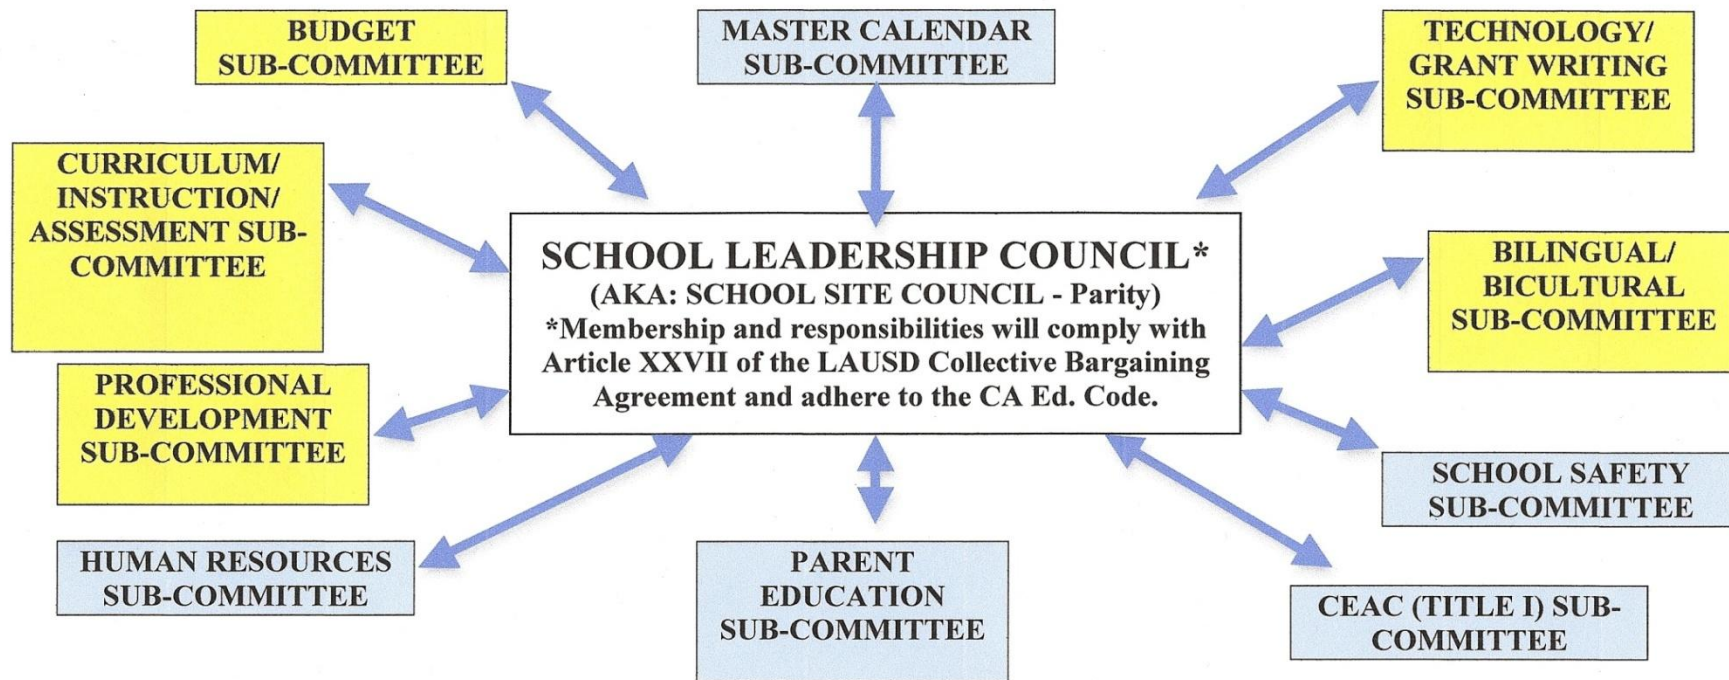 BUDGET
SUB-COMMITTEE
MASTER CALENDAR
SUB-COMMITTEE
TECHNOLOGY/
GRANT WRITING
SUB-COMMITTEE
CURRICULUM/
INSTRUCTION/
ASSESSMENT SUB-
COMMITTEE
SCHOOL LEADERSHIP COUNCIL*
(AKA: SCHOOL SITE COUNCIL - Parity)
*Membership and responsibilities will comply with
Article XXVII of the LAUSD Collective Bargaining
Agreement and adhere to the CA Ed. Code.
BILINGUAL/
BICULTURAL
SUB-COMMITTEE
PROFESSIONAL
DEVELOPMENT
SUB-COMMITTEE
SCHOOL SAFETY
SUB-COMMITTEE
HUMAN RESOURCES
SUB-COMMITTEE
PARENT
EDUCATION
SUB-COMMITTEE
CEAC (TITLE I) SUB-
COMMITTEE